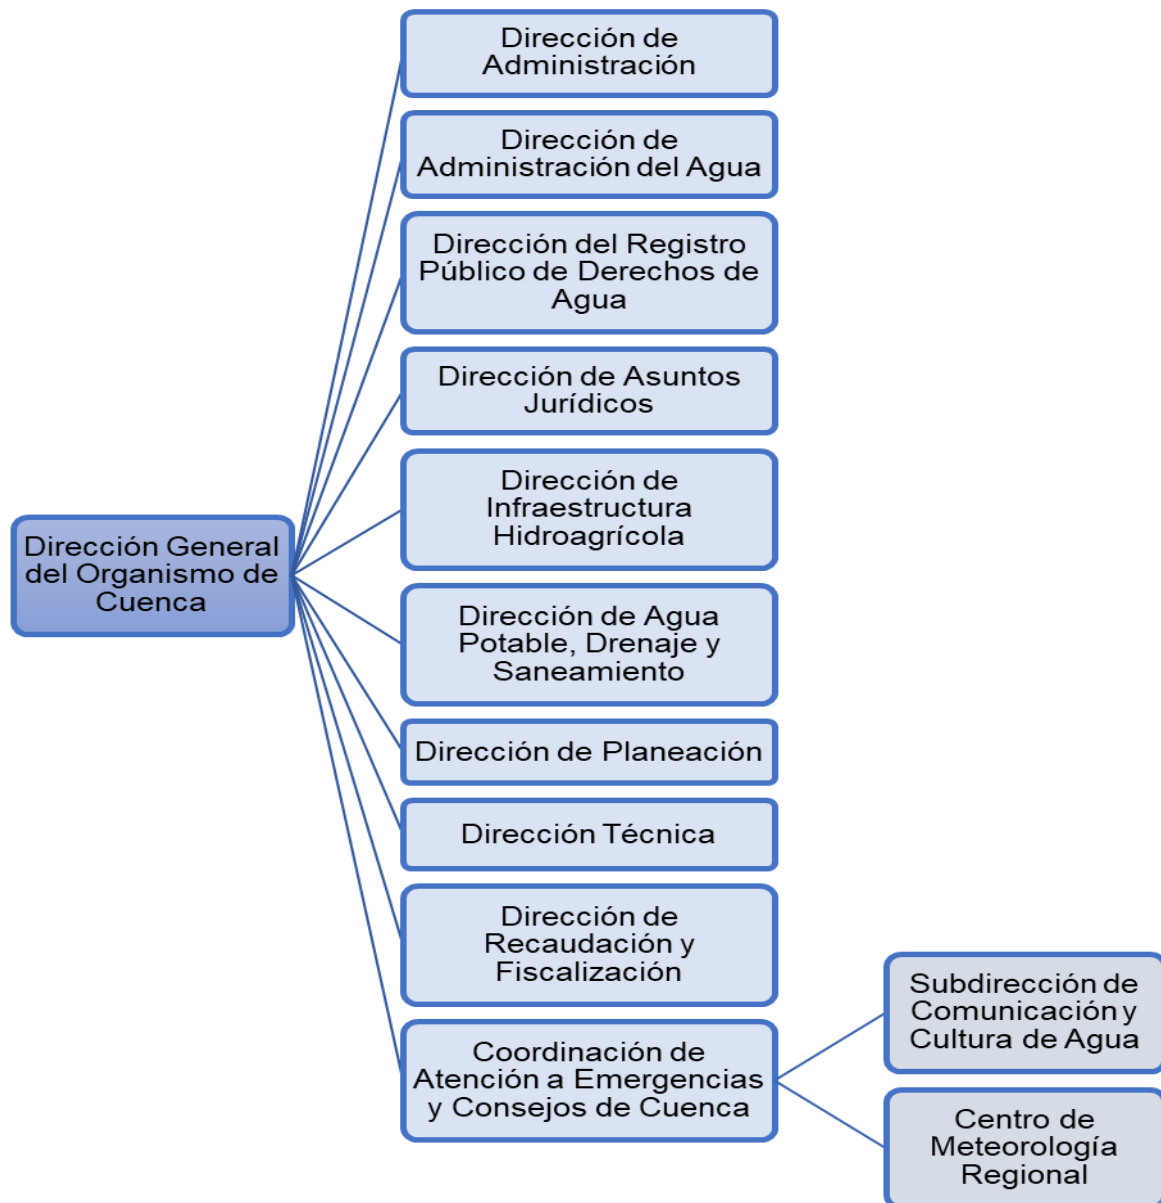 Dirección de
Administración
Dirección de
Administración del Agua
Dirección del Registro
Público de Derechos de
Agua
Dirección de Asuntos
Jurídicos
Dirección de
Infraestructura
Hidroagrícola
Dirección General
del Organismo de
Cuenca
Dirección de Agua
Potable, Drenaje y
Saneamiento
Dirección de Planeación
Dirección Técnica
Dirección de
Recaudación y
Fiscalización
Coordinación de
Atención a Emergencias
y Consejos de Cuenca
Subdirección de
Comunicación y
Cultura de Agua
Centro de
Meteorología
Regional